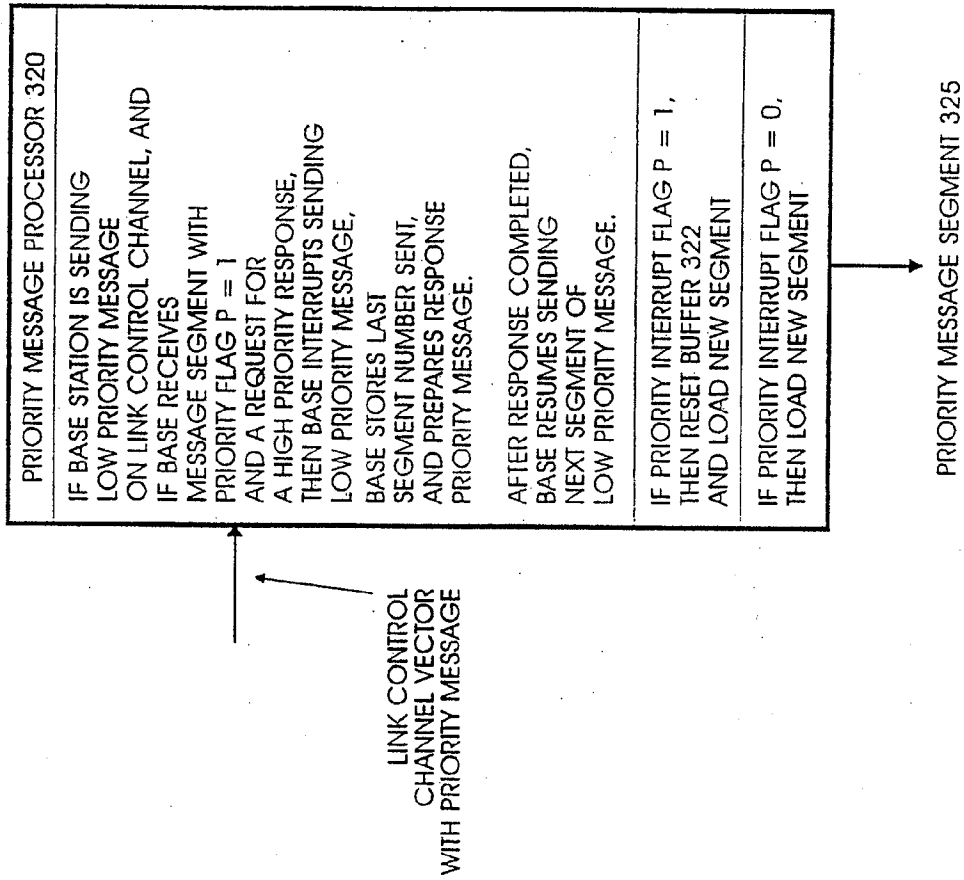 PRIORITY MESSAGE PROCESSOR 320
IF BASE STATION IS SENDING
LOW PRIORITY MESSAGE
ON LINK CONTROL CHANNEL, AND
IF BASE RECEIVES
MESSAGE SEGMENT WITH
PRIORITY FLAG P = 1
AND A REQUEST FOR
A HIGH PRIORITY RESPONSE,
THEN BASE INTERRUPTS SENDING
LOW PRIORITY MESSAGE,
BASE STORES LAST
SEGMENT NUMBER SENT,
AND PREPARES RESPONSE
PRIORITY MESSAGE.
AFTER RESPONSE COMPLETED,
BASE RESUMES SENDING
NEXT SEGMENT OF
LOW PRIORITY MESSAGE.
IF PRIORITY INTERRUPT FLAG P = 1,
THEN RESET BUFFER 322
AND LOAD NEW SEGMENT
IF PRIORITY INTERRUPT FLAG P = 0,
THEN LOAD NEW SEGMENT
LINK CONTROL
CHANNEL VECTOR
WITH PRIORITY MESSAGE
PRIORITY MESSAGE SEGMENT 325